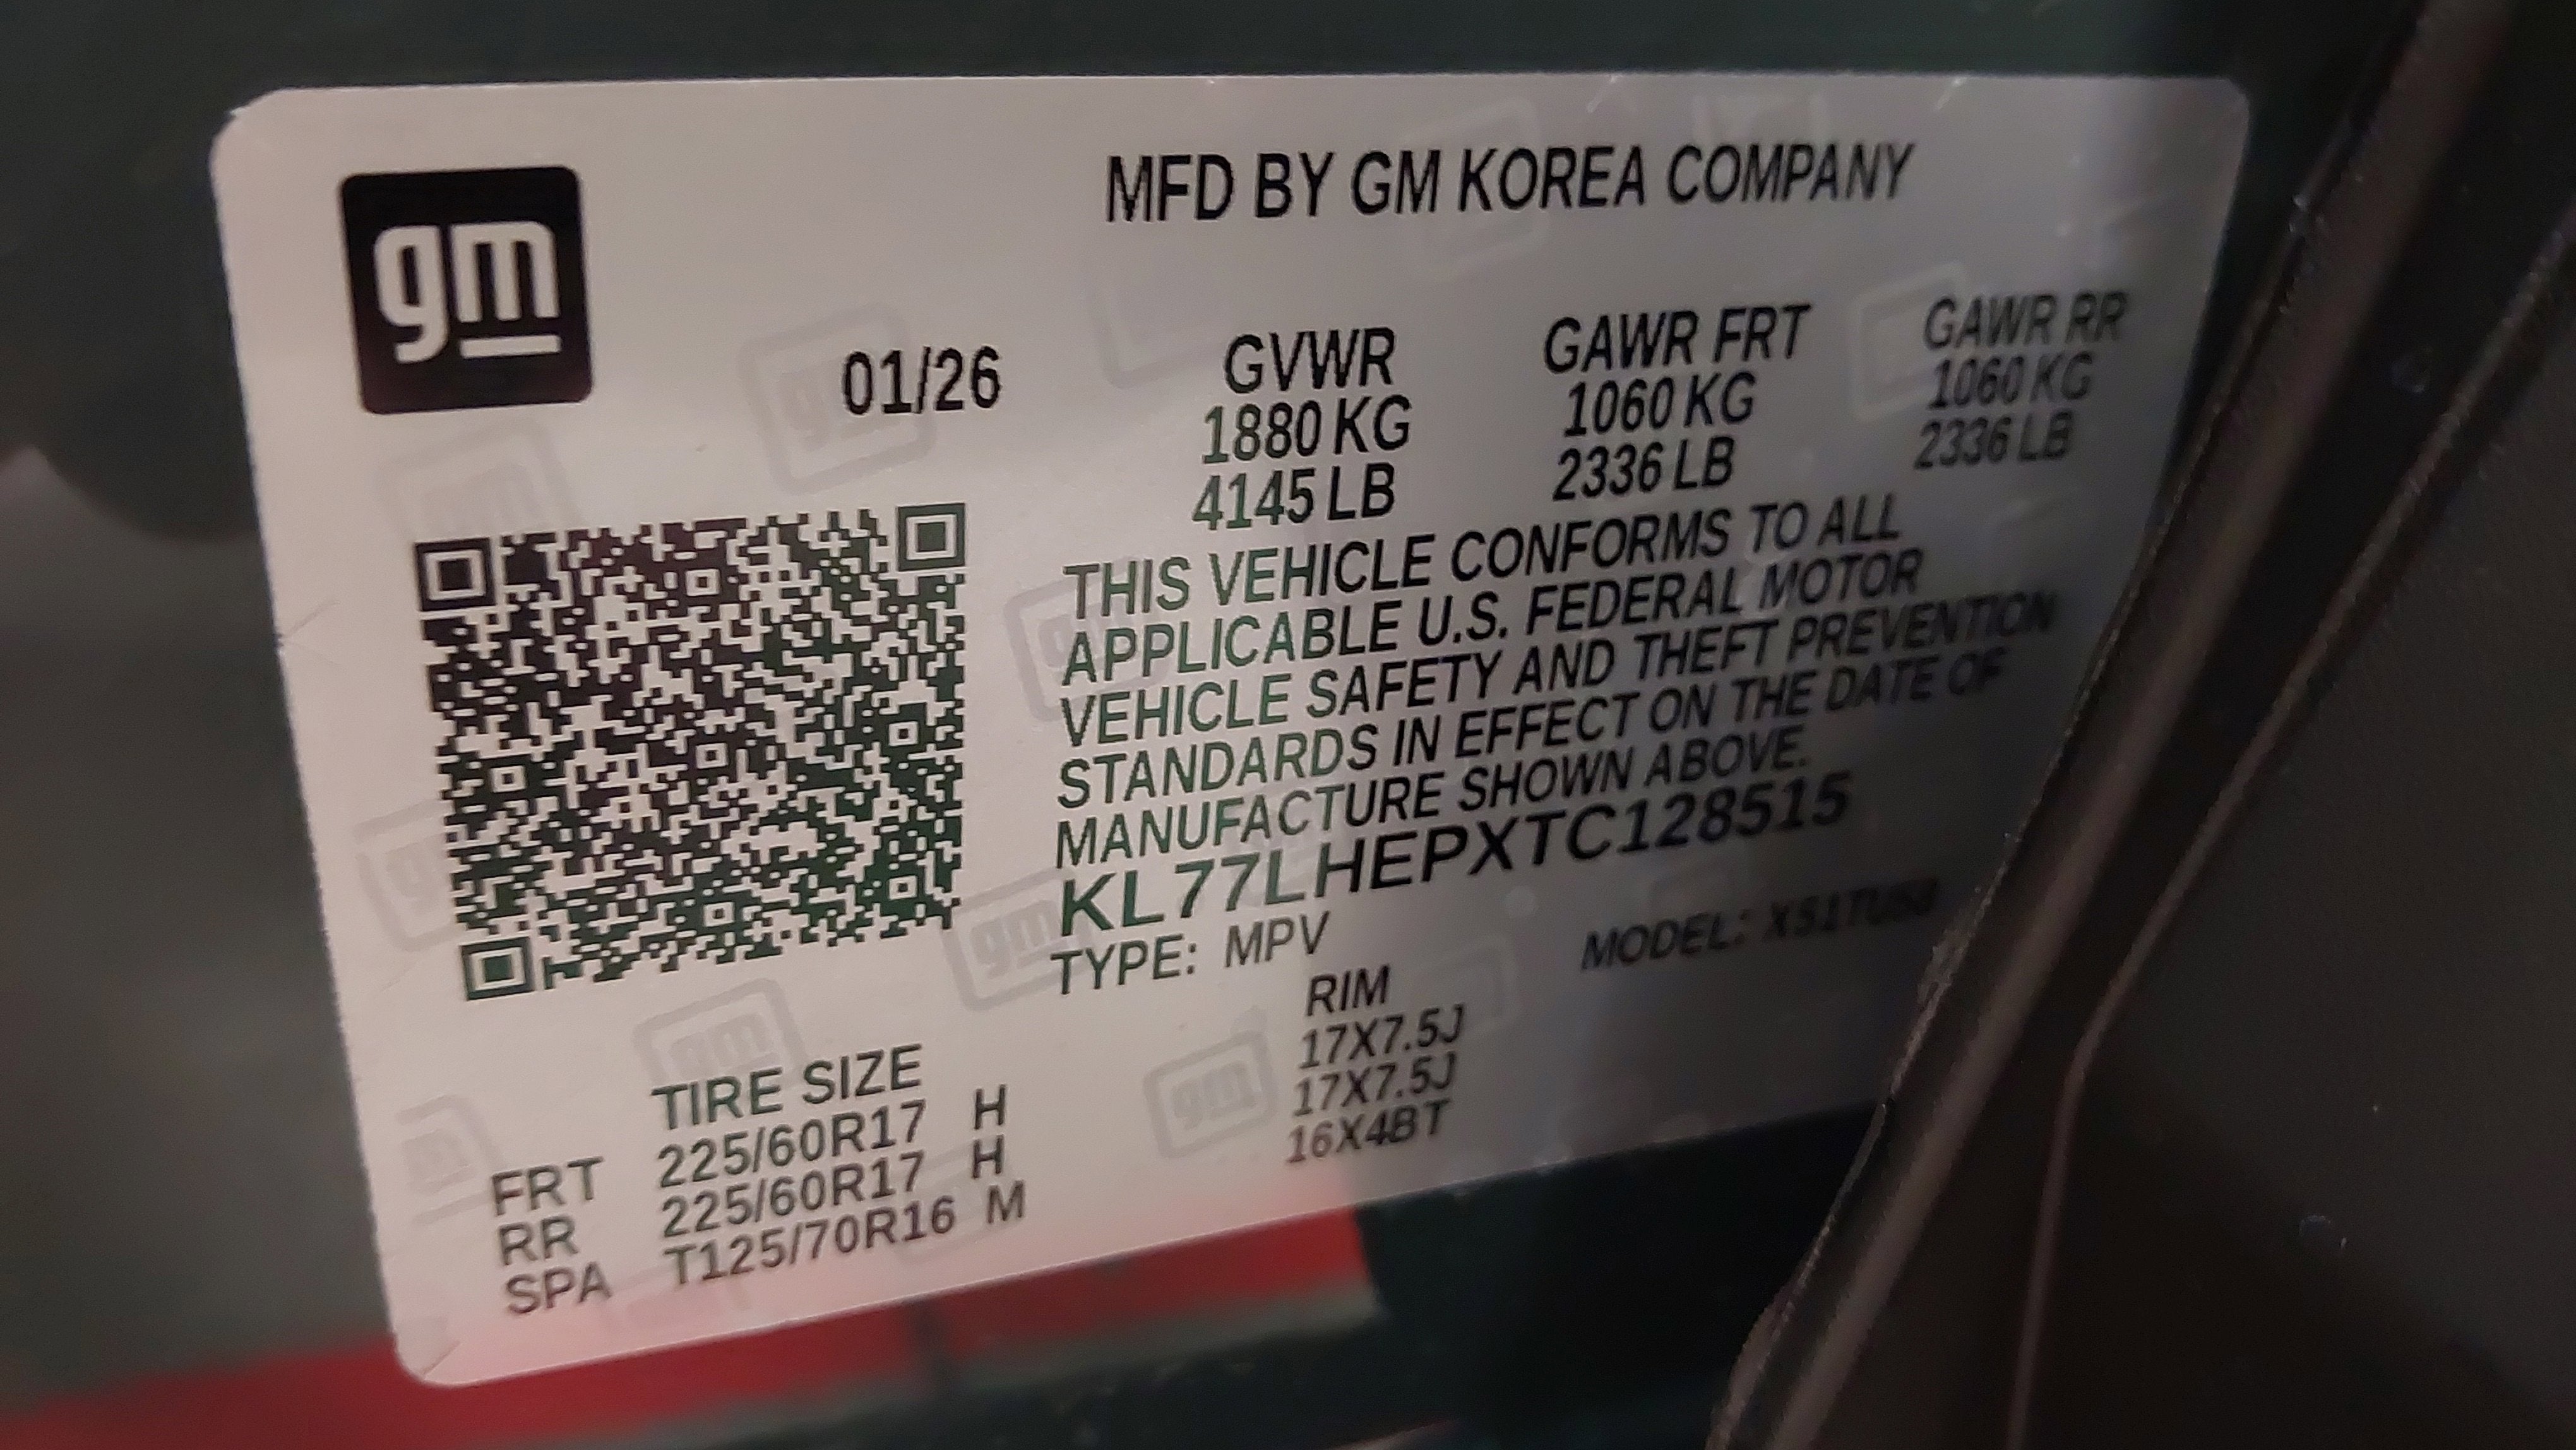 gm
MFD BY GM KOREA COMPANY
01/26
GVWR GAWR FRT GAWR RR
1880 KG 1060 KG 1060 KG
4145 LB 2336 LB 2336 LB
THIS VEHICLE CONFORMS TO ALL
APPLICABLE U.S. FEDERAL MOTOR
VEHICLE SAFETY AND THEFT PREVENTION
STANDARDS IN EFFECT ON THE DATE OF
MANUFACTURE SHOWN ABOVE.
KL77LHEPXTC128515
TYPE: MPV MODEL:
TIRE SIZE RIM
FRT 225/60R17 H 17X7.5J
RR 225/60R17 H 17X7.5J
SPA T125/70R16 M 16X4BT